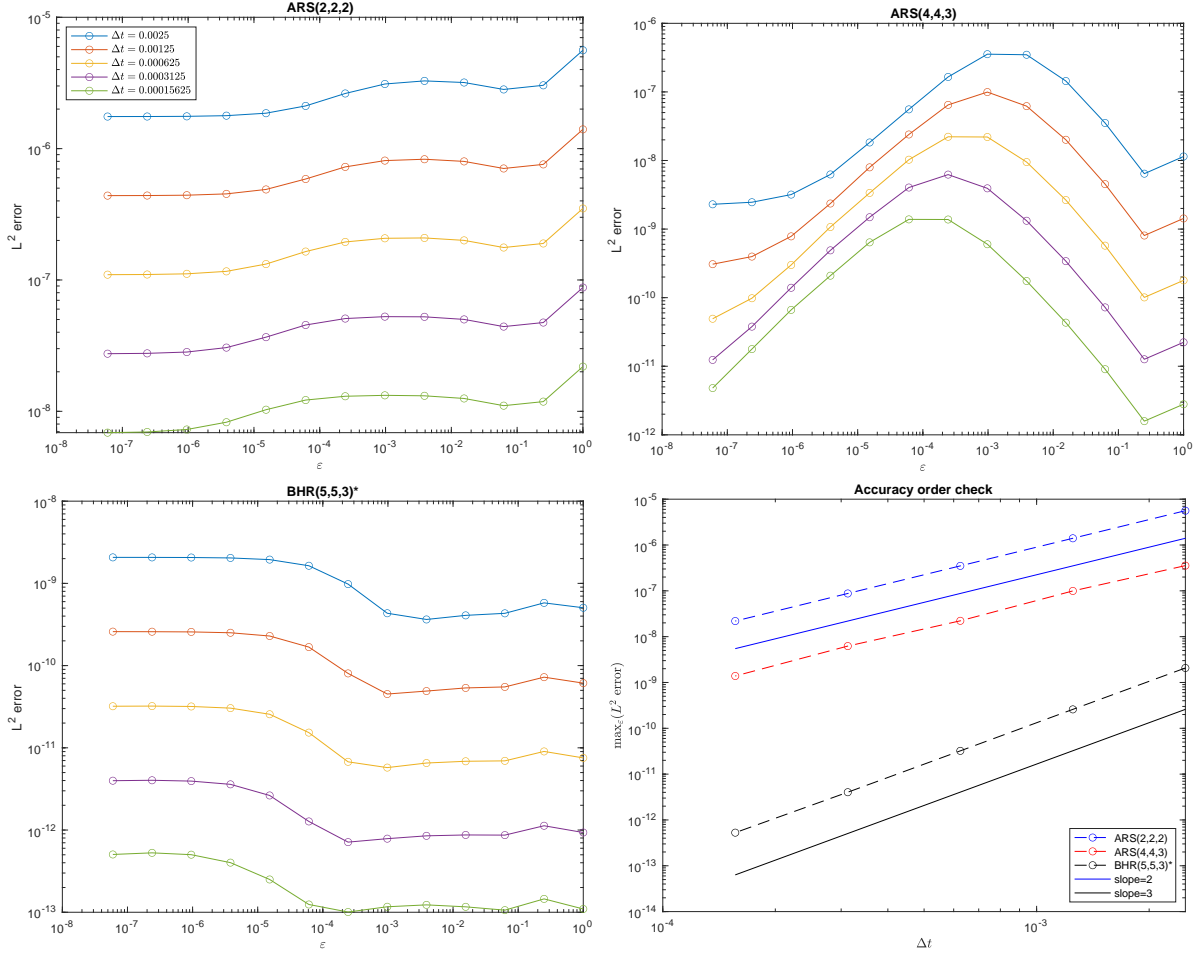 ARS(2,2,2)
10^-5
10^-6
10^-7
10^-8
L^2 error
Δt = 0.0025
Δt = 0.00125
Δt = 0.000625
Δt = 0.0003125
Δt = 0.00015625
10^-8 10^-7 10^-6 10^-5 10^-4 10^-3 10^-2 10^-1 10^0
ε
ARS(4,4,3)
10^-6
10^-7
10^-8
10^-9
10^-10
10^-11
10^-12
L^2 error
10^-8 10^-7 10^-6 10^-5 10^-4 10^-3 10^-2 10^-1 10^0
ε
BHR(5,5,3)*
10^-8
10^-9
10^-10
10^-11
10^-12
10^-13
L^2 error
10^-8 10^-7 10^-6 10^-5 10^-4 10^-3 10^-2 10^-1 10^0
ε
Accuracy order check
10^-5
10^-6
10^-7
10^-8
10^-9
10^-10
10^-11
10^-12
10^-13
10^-14
max_ε(L^2 error)
ARS(2,2,2)
ARS(4,4,3)
BHR(5,5,3)*
slope=2
slope=3
10^-4 10^-3
Δt